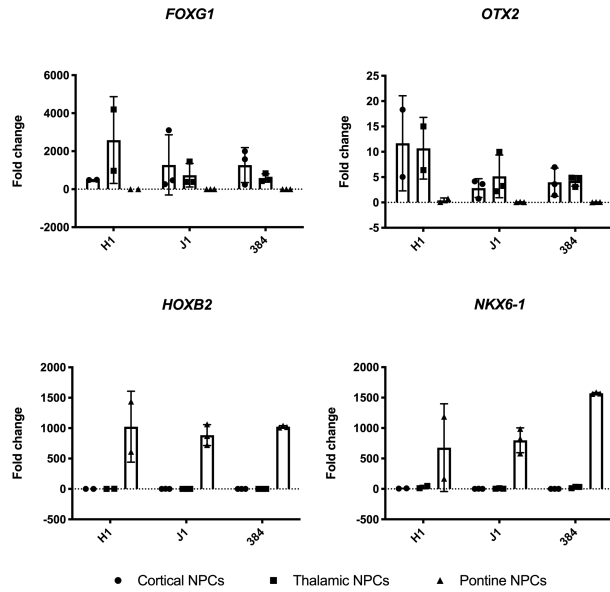 FOXG1
Fold change
6000
4000
2000
0
-2000
H1
J1
384
OTX2
Fold change
25
20
15
10
5
0
-5
H1
J1
384
HOXB2
Fold change
2000
1500
1000
500
0
-500
H1
J1
384
NKX6-1
Fold change
2000
1500
1000
500
0
-500
H1
J1
384
Cortical NPCs
Thalamic NPCs
Pontine NPCs